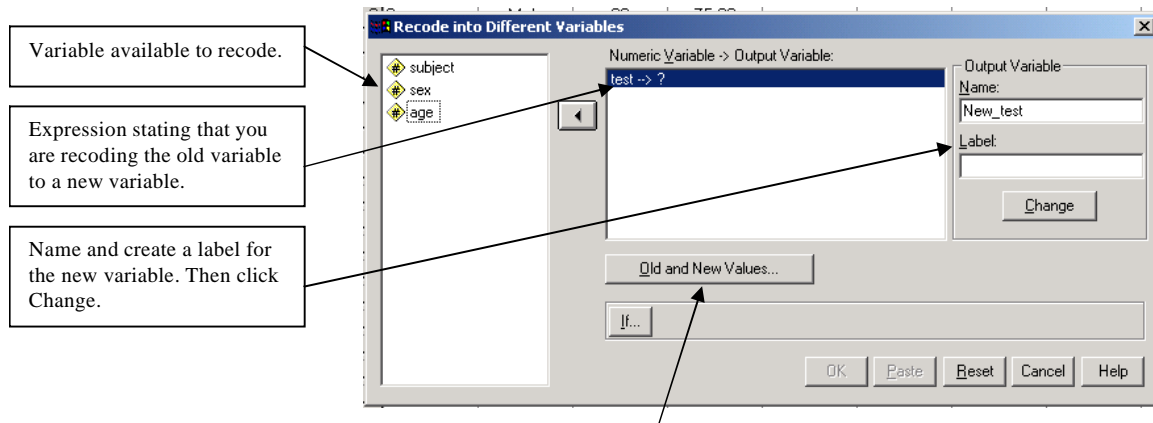 Recode into Different Variables
Variable available to recode.
Expression stating that you
are recoding the old variable
to a new variable.
Name and create a label for
the new variable. Then click
Change.
subject
sex
age
Numeric Variable -> Output Variable:
test --> ?
Output Variable
Name:
New_test
Label:
Change
Old and New Values...
If...
OK
Paste
Reset
Cancel
Help